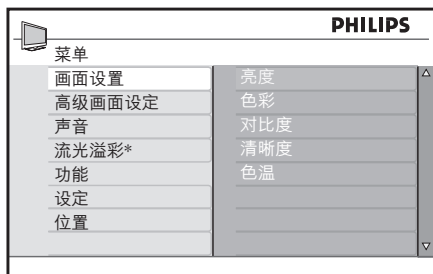 PHILIPS
菜单
画面设置
亮度
高级画面设定
色彩
声音
对比度
流光溢彩*
清晰度
功能
色温
设定
位置